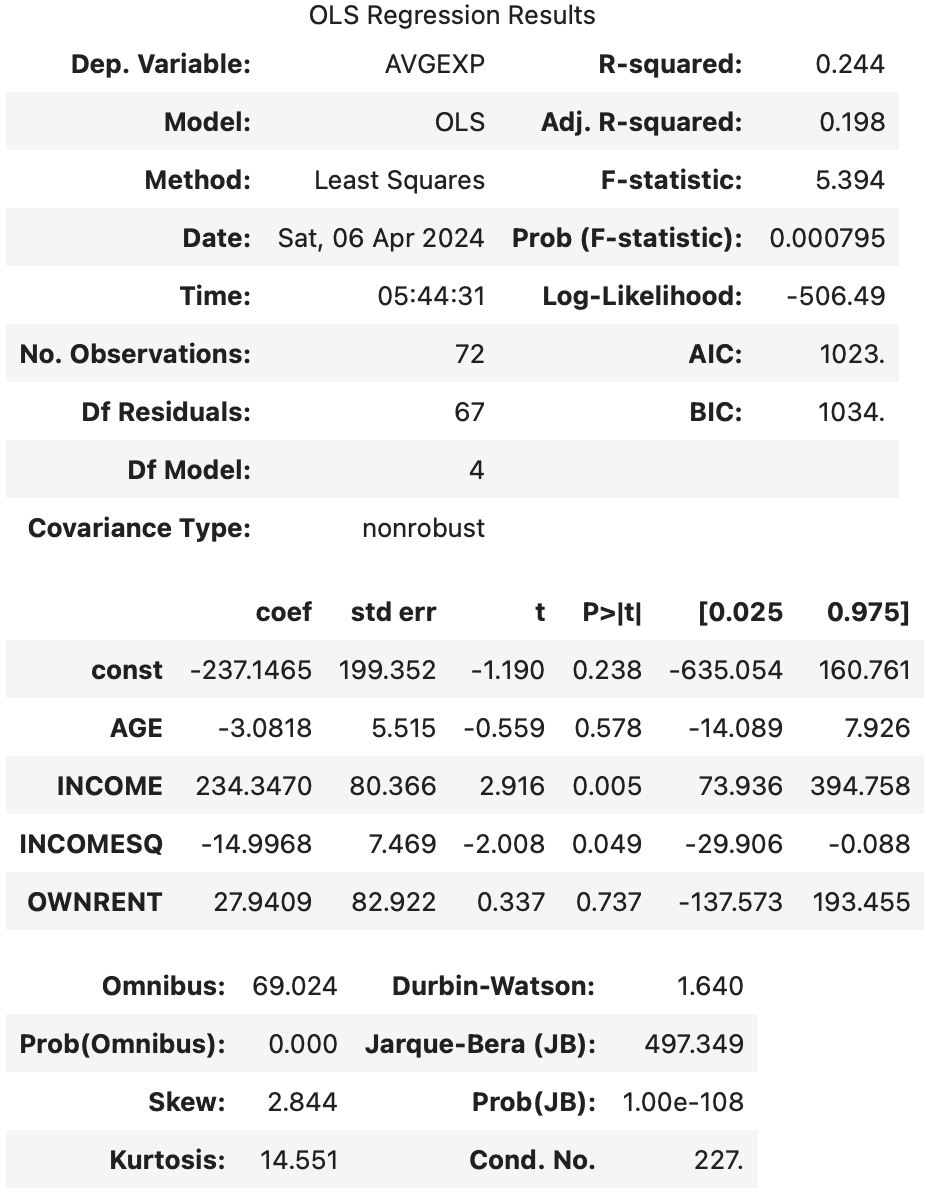 OLS Regression Results
Dep. Variable: AVGEXP R-squared: 0.244
Model: OLS Adj. R-squared: 0.198
Method: Least Squares F-statistic: 5.394
Date: Sat, 06 Apr 2024 Prob (F-statistic): 0.000795
Time: 05:44:31 Log-Likelihood: -506.49
No. Observations: 72 AIC: 1023.
Df Residuals: 67 BIC: 1034.
Df Model: 4
Covariance Type: nonrobust
coef std err t P>|t| [0.025 0.975]
const -237.1465 199.352 -1.190 0.238 -635.054 160.761
AGE -3.0818 5.515 -0.559 0.578 -14.089 7.926
INCOME 234.3470 80.366 2.916 0.005 73.936 394.758
INCOMESQ -14.9968 7.469 -2.008 0.049 -29.906 -0.088
OWNRENT 27.9409 82.922 0.337 0.737 -137.573 193.455
Omnibus: 69.024 Durbin-Watson: 1.640
Prob(Omnibus): 0.000 Jarque-Bera (JB): 497.349
Skew: 2.844 Prob(JB): 1.00e-108
Kurtosis: 14.551 Cond. No. 227.